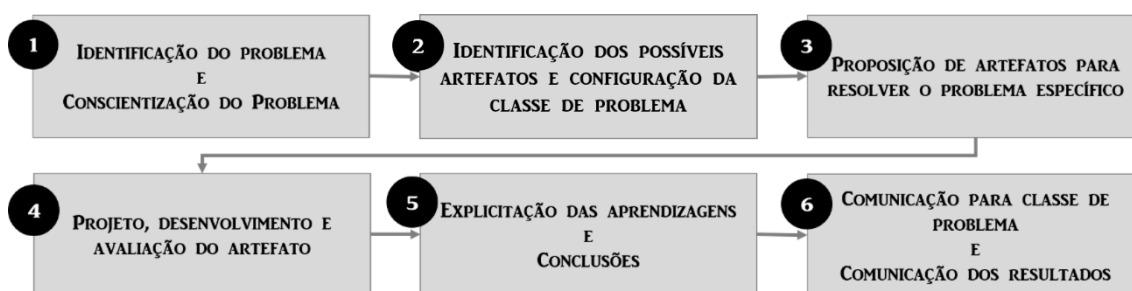 1
Identificação do problema
e
Conscientização do Problema
2
Identificação dos possíveis
artefatos e configuração da
classe de problema
3
Proposição de artefatos para
resolver o problema específico
4
Projeto, desenvolvimento e
avaliação do artefato
5
Explicitação das aprendizagens
e
Conclusões
6
Comunicação para classe de
problema
e
Comunicação dos resultados